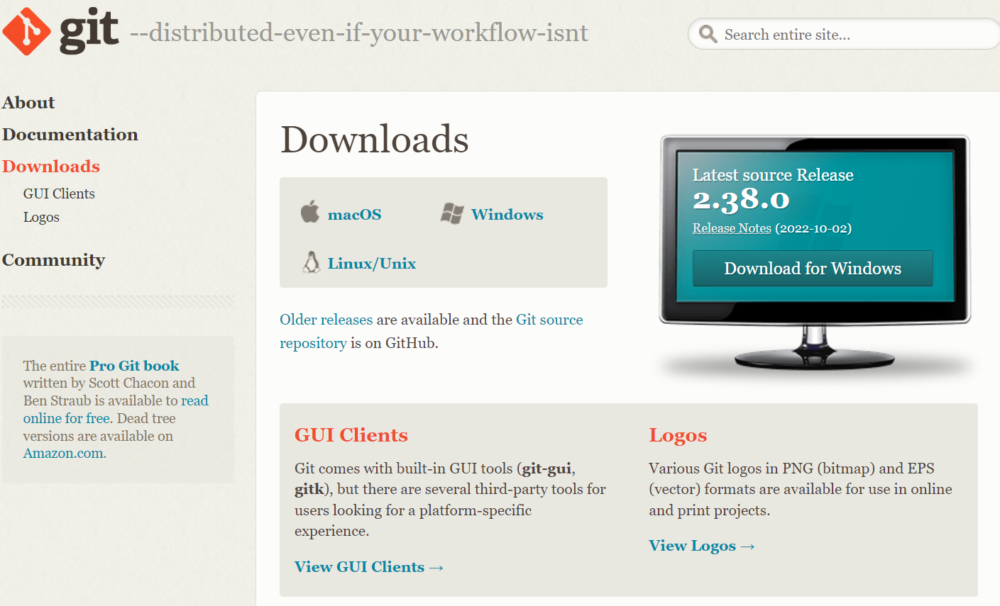 git --distributed-even-if-your-workflow-isnt
Search entire site...
About
Documentation
Downloads
GUI Clients
Logos
Community
The entire Pro Git book
written by Scott Chacon and
Ben Straub is available to read
online for free. Dead tree
versions are available on
Amazon.com.
Downloads
macOS
Windows
Linux/Unix
Older releases are available and the Git source
repository is on GitHub.
Latest source Release
2.38.0
Release Notes (2022-10-02)
Download for Windows
GUI Clients
Git comes with built-in GUI tools (git-gui,
gitk), but there are several third-party tools for
users looking for a platform-specific
experience.
View GUI Clients →
Logos
Various Git logos in PNG (bitmap) and EPS
(vector) formats are available for use in online
and print projects.
View Logos →